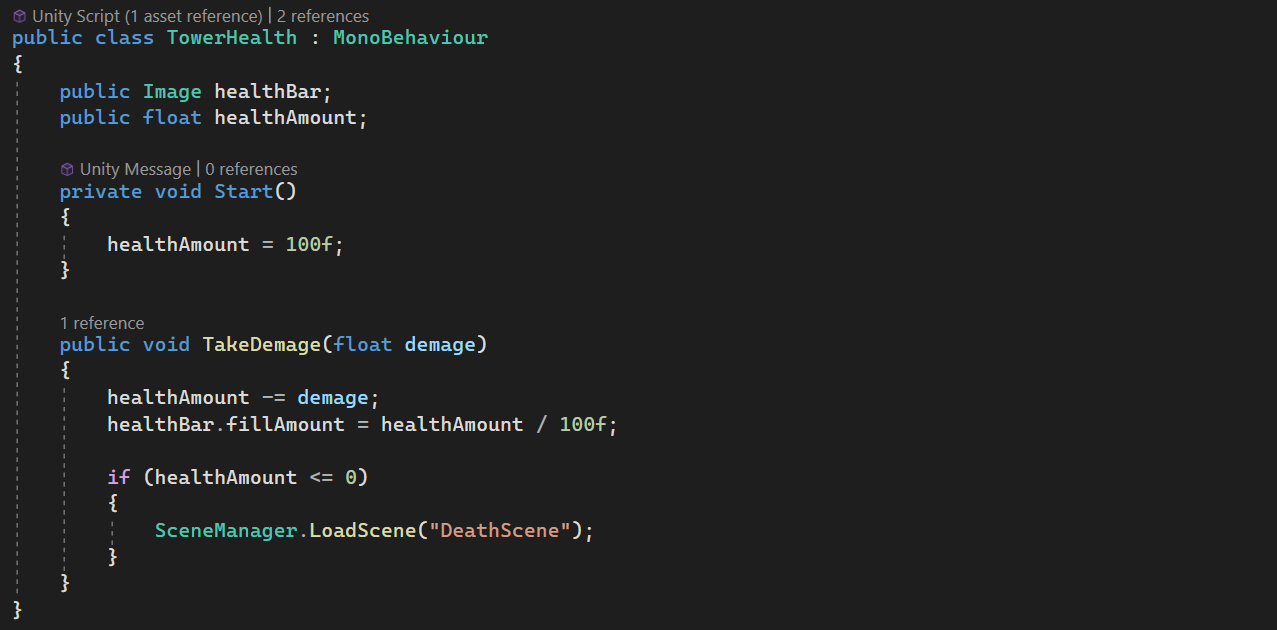 Unity Script (1 asset reference) | 2 references
public class TowerHealth : MonoBehaviour
{
    public Image healthBar;
    public float healthAmount;

    Unity Message | 0 references
    private void Start()
    {
        healthAmount = 100f;
    }

    1 reference
    public void TakeDemage(float demage)
    {
        healthAmount -= demage;
        healthBar.fillAmount = healthAmount / 100f;

        if (healthAmount <= 0)
        {
            SceneManager.LoadScene("DeathScene");
        }
    }
}